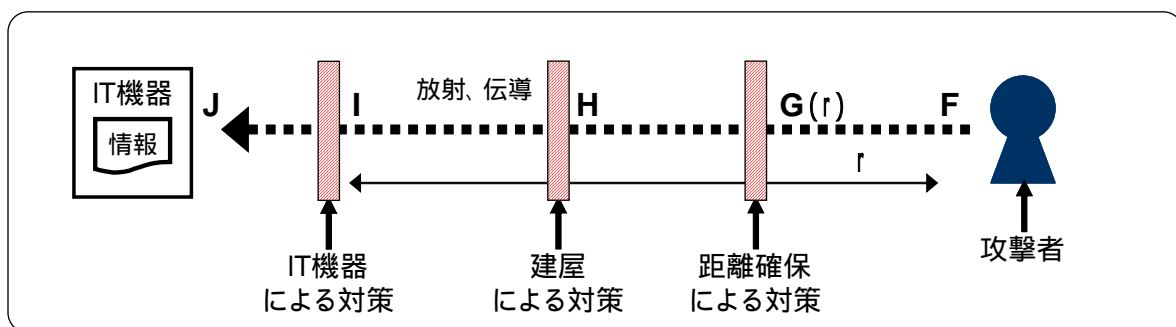 IT機器
情報
J
I
放射、伝導
H
G(r)
F
r
IT機器
による対策
建屋
による対策
距離確保
による対策
攻撃者